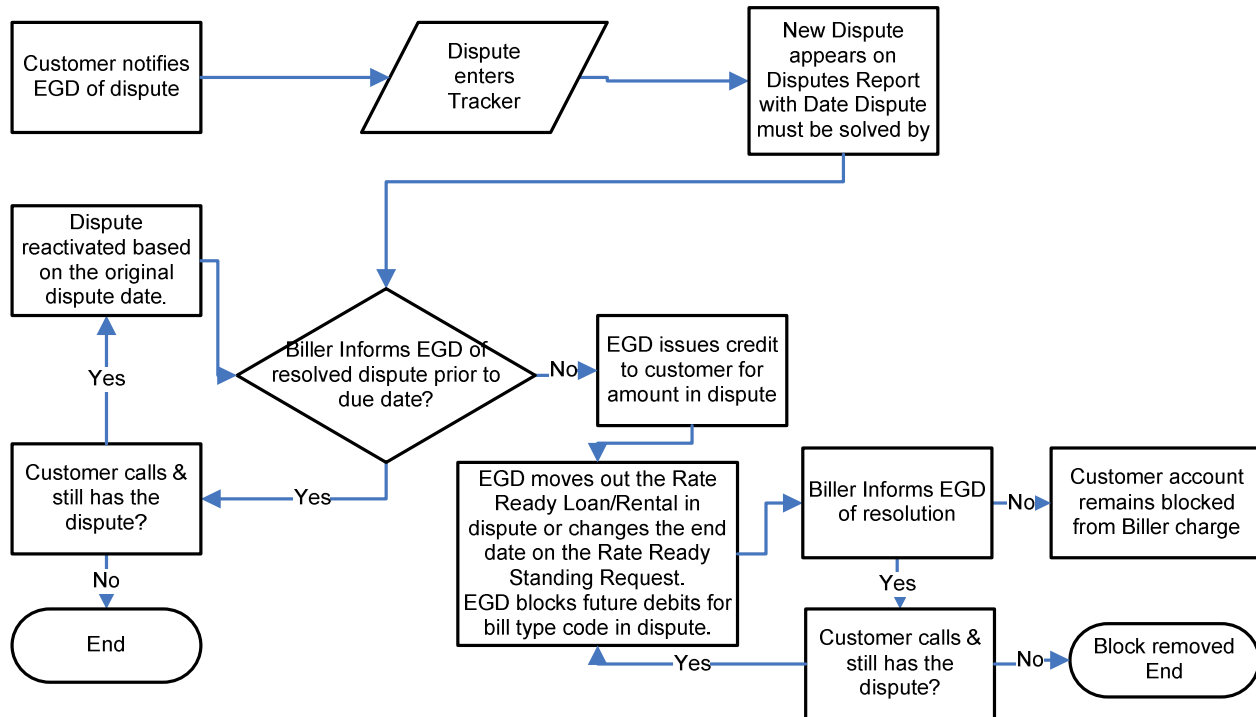 Customer notifies
EGD of dispute
Dispute
enters
Tracker
New Dispute
appears on
Disputes Report
with Date Dispute
must be solved by
Dispute
reactivated based
on the original
dispute date.
Biller Informs EGD of
resolved dispute prior to
due date?
No
EGD issues credit
to customer for
amount in dispute
Yes
Customer calls &
still has the
dispute?
Yes
No
End
EGD moves out the Rate
Ready Loan/Rental in
dispute or changes the end
date on the Rate Ready
Standing Request.
EGD blocks future debits for
bill type code in dispute.
Biller Informs EGD
of resolution
No
Customer account
remains blocked
from Biller charge
Yes
Customer calls &
still has the
dispute?
Yes
No
Block removed
End